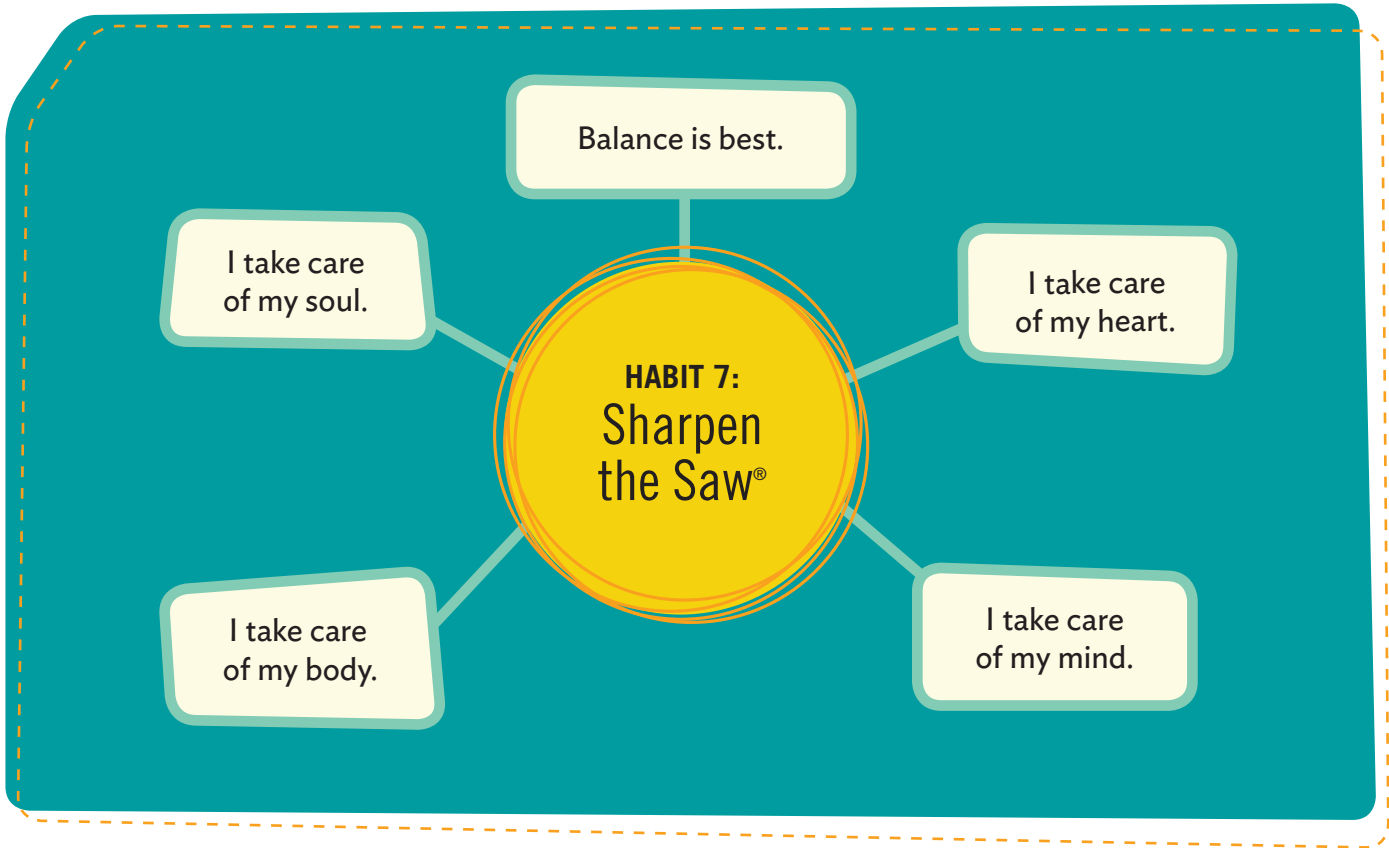 Balance is best.
I take care
of my soul.
I take care
of my heart.
HABIT 7:
Sharpen
the Saw®
I take care
of my body.
I take care
of my mind.